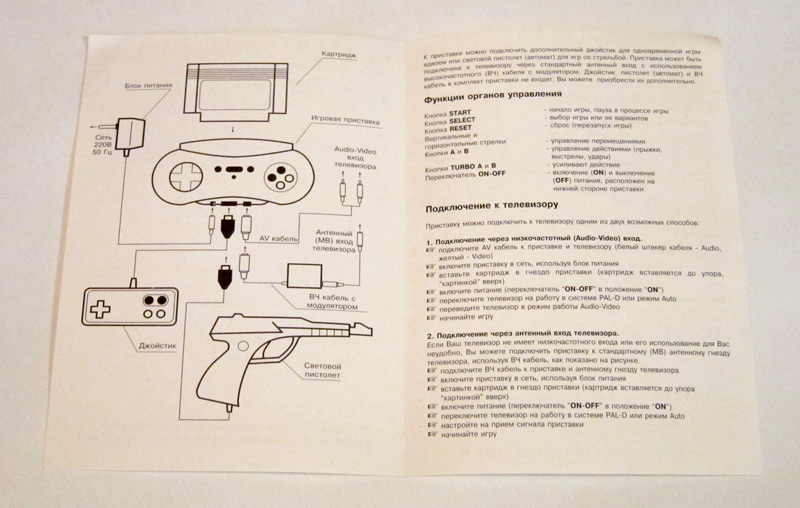 Картридж
Блок питания
Игровая приставка
Сеть
220В
50 Гц
Audio-Video
вход
телевизора
AV кабель
Антенный
(МВ) вход
телевизора
ВЧ кабель с
модулятором
Джойстик
Световой
пистолет
К приставке можно подключить дополнительный джойстик для одновременной игры
вдвоем или световой пистолет (автомат) для игр со стрельбой. Приставка может быть
подключена к телевизору через стандартный антенный вход с использованием
высокочастотного (ВЧ) кабеля с модулятором. Джойстик, пистолет (автомат) и ВЧ
кабель в комплект приставки не входят, Вы можете приобрести их дополнительно.
Функции органов управления
Кнопка START - начало игры, пауза в процессе игры
Кнопка SELECT - выбор игры или ее вариантов
Кнопка RESET - сброс (перезапуск игры)
Вертикальные и
горизонтальные стрелки - управление перемещениями
Кнопки А и В - управление действиями (прыжки,
выстрелы, удары)
Кнопки TURBO А и В - усиливают действие
Переключатель ON-OFF - включение (ON) и выключение
(OFF) питания, расположен на
нижней стороне приставки
Подключение к телевизору
Приставку можно подключить к телевизору одним из двух возможных способов:
1. Подключение через низкочастотный (Audio-Video) вход.
☞ подключите AV кабель к приставке и телевизору (белый штекер кабеля - Audio,
желтый - Video)
☞ включите приставку в сеть, используя блок питания
☞ вставьте картридж в гнездо приставки (картридж вставляется до упора,
"картинкой" вверх)
☞ включите питание (переключатель "ON-OFF" в положение "ON")
☞ переключите телевизор на работу в системе PAL-D или режим Auto
☞ переведите телевизор в режим работы Audio-Video
☞ начинайте игру
2. Подключение через антенный вход телевизора.
Если Ваш телевизор не имеет низкочастотного входа или его использование для Вас
неудобно, Вы можете подключить приставку к стандартному (МВ) антенному гнезду
телевизора, используя ВЧ кабель, как показано на рисунке.
☞ подключите ВЧ кабель к приставке и антенному гнезду телевизора
☞ включите приставку в сеть, используя блок питания
☞ вставьте картридж в гнездо приставки (картридж вставляется до упора
"картинкой" вверх)
☞ включите питание (переключатель "ON-OFF" в положение "ON")
☞ переключите телевизор на работу в системе PAL-D или режим Auto
☞ настройте на прием сигнала приставки
☞ начинайте игру